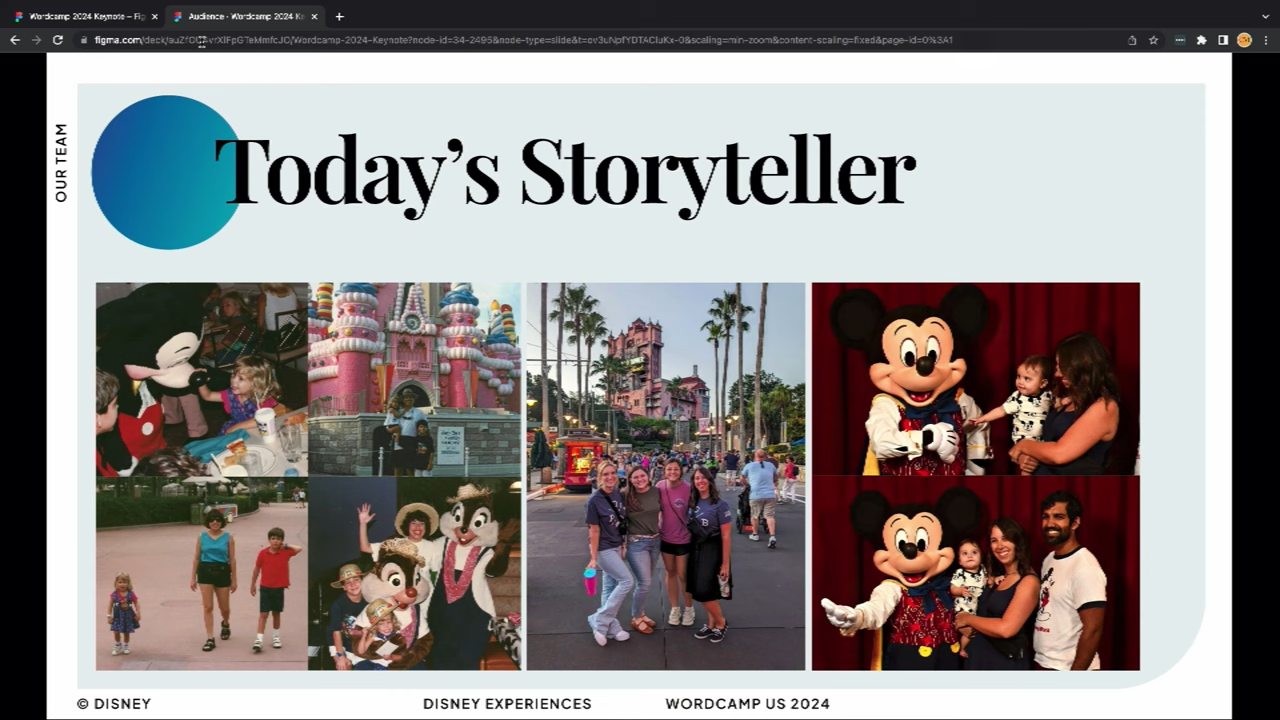 Wordcamp 2024 Keynote – Fig
Audience - Wordcamp 2024 Ke
OUR TEAM
Today's Storyteller
© DISNEY
DISNEY EXPERIENCES
WORDCAMP US 2024